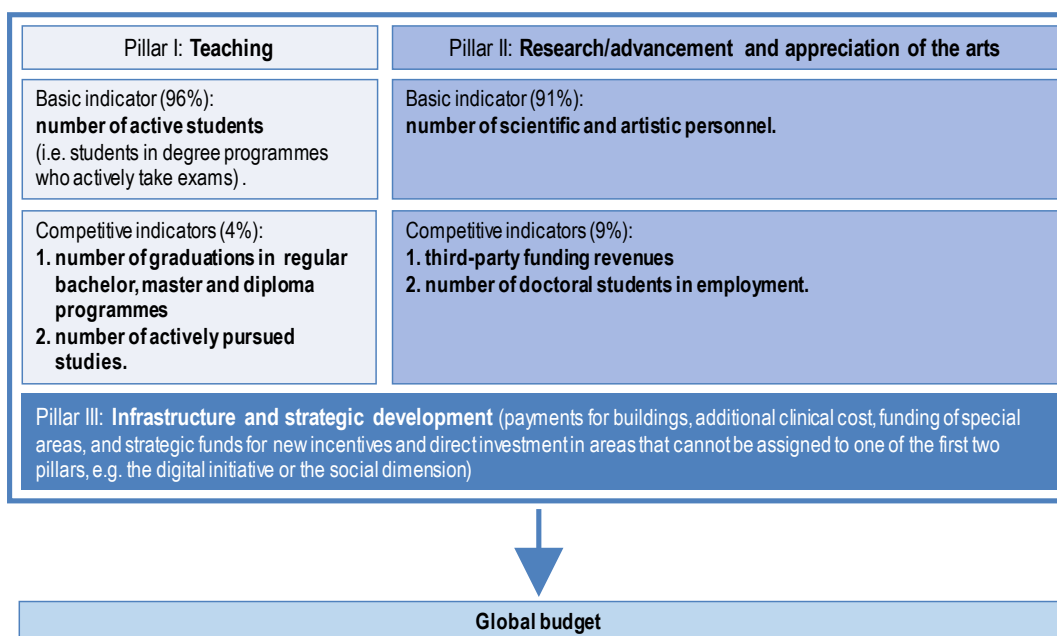 Pillar I: Teaching
Pillar II: Research/advancement and appreciation of the arts
Basic indicator (96%):
number of active students
(i.e. students in degree programmes
who actively take exams) .
Basic indicator (91%):
number of scientific and artistic personnel.
Competitive indicators (4%):
1. number of graduations in regular
bachelor, master and diploma
programmes
2. number of actively pursued
studies.
Competitive indicators (9%):
1. third-party funding revenues
2. number of doctoral students in employment.
Pillar III: Infrastructure and strategic development (payments for buildings, additional clinical cost, funding of special
areas, and strategic funds for new incentives and direct investment in areas that cannot be assigned to one of the first two
pillars, e.g. the digital initiative or the social dimension)
Global budget